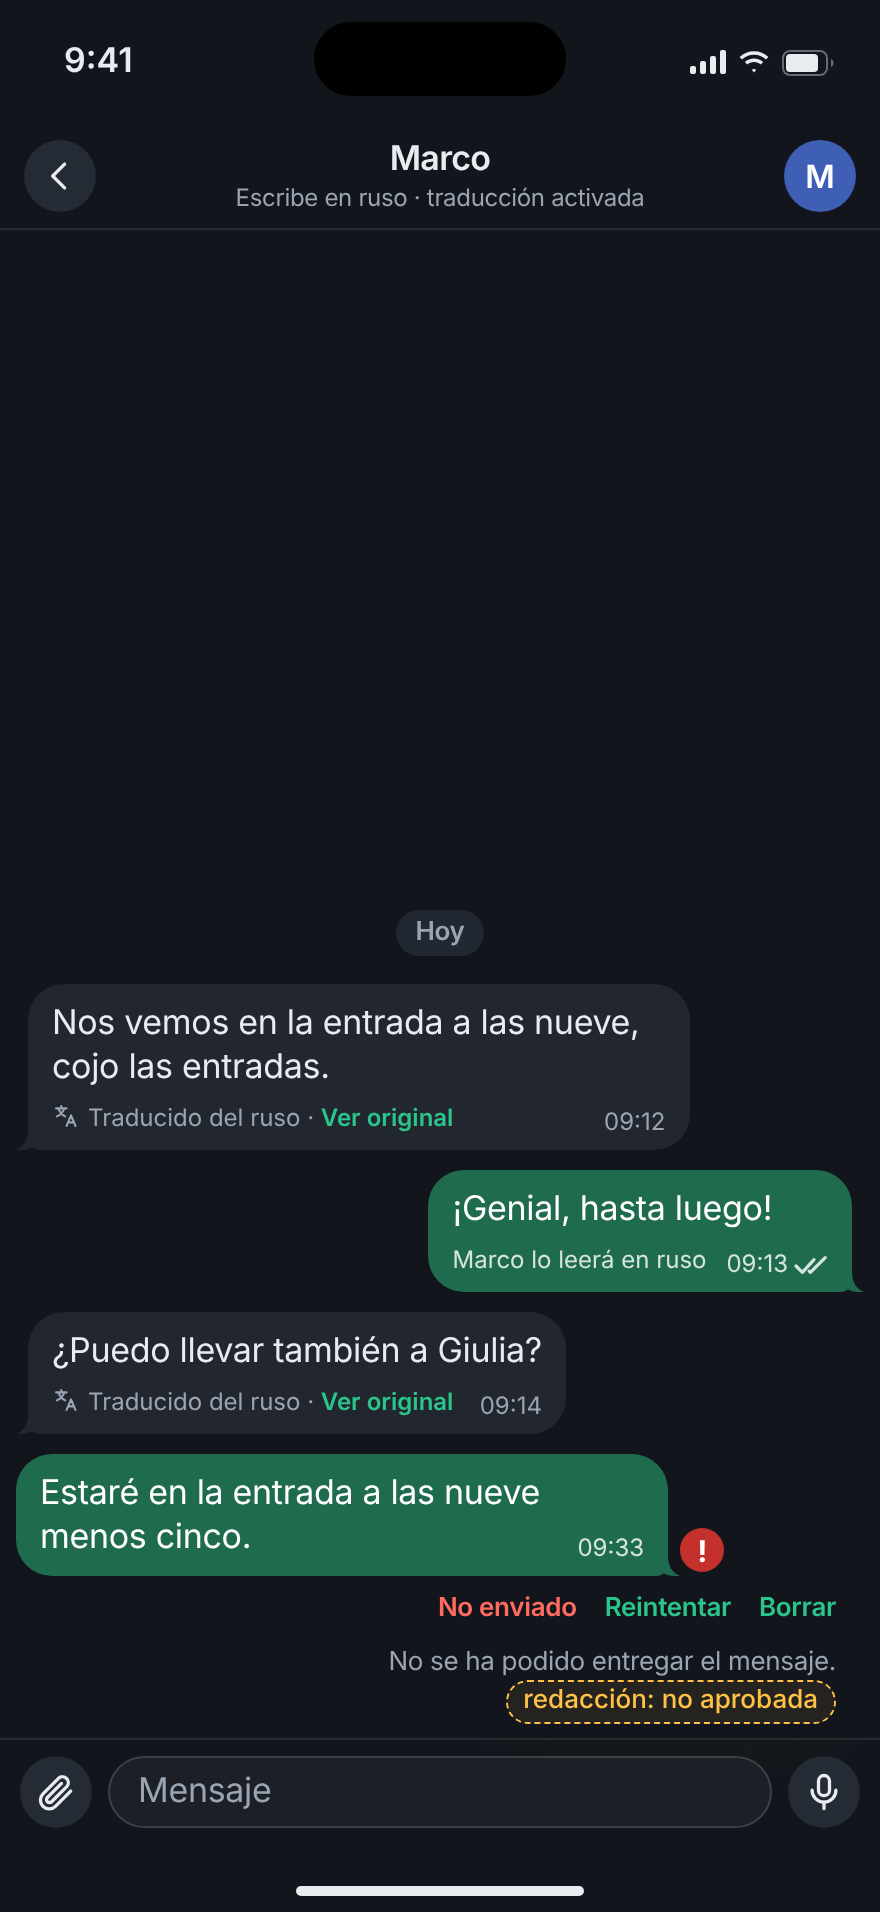 9:41
Marco
Escribe en ruso · traducción activada
M
Hoy
Nos vemos en la entrada a las nueve,
cojo las entradas.
Traducido del ruso · Ver original 09:12
¡Genial, hasta luego!
Marco lo leerá en ruso 09:13
¿Puedo llevar también a Giulia?
Traducido del ruso · Ver original 09:14
Estaré en la entrada a las nueve
menos cinco. 09:33
No enviado Reintentar Borrar
No se ha podido entregar el mensaje.
redacción: no aprobada
Mensaje